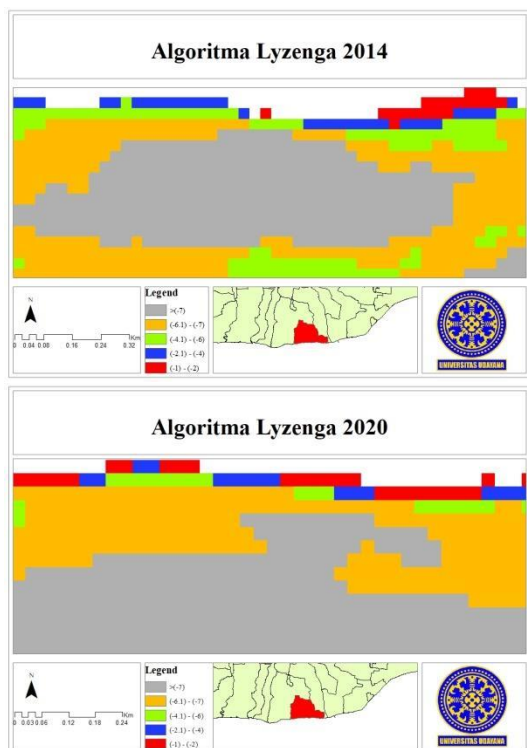 Algoritma Lyzenga 2014
N
0 0.04 0.08 0.16 0.24 0.32 Km
Legend
>(-7)
(-6.1) - (-7)
(-4.1) - (-6)
(-2.1) - (-4)
(-1) - (-2)
UNIVERSITAS UDAYANA
Algoritma Lyzenga 2020
N
0 0.03 0.06 0.12 0.18 0.24 Km
Legend
>(-7)
(-6.1) - (-7)
(-4.1) - (-6)
(-2.1) - (-4)
(-1) - (-2)
UNIVERSITAS UDAYANA